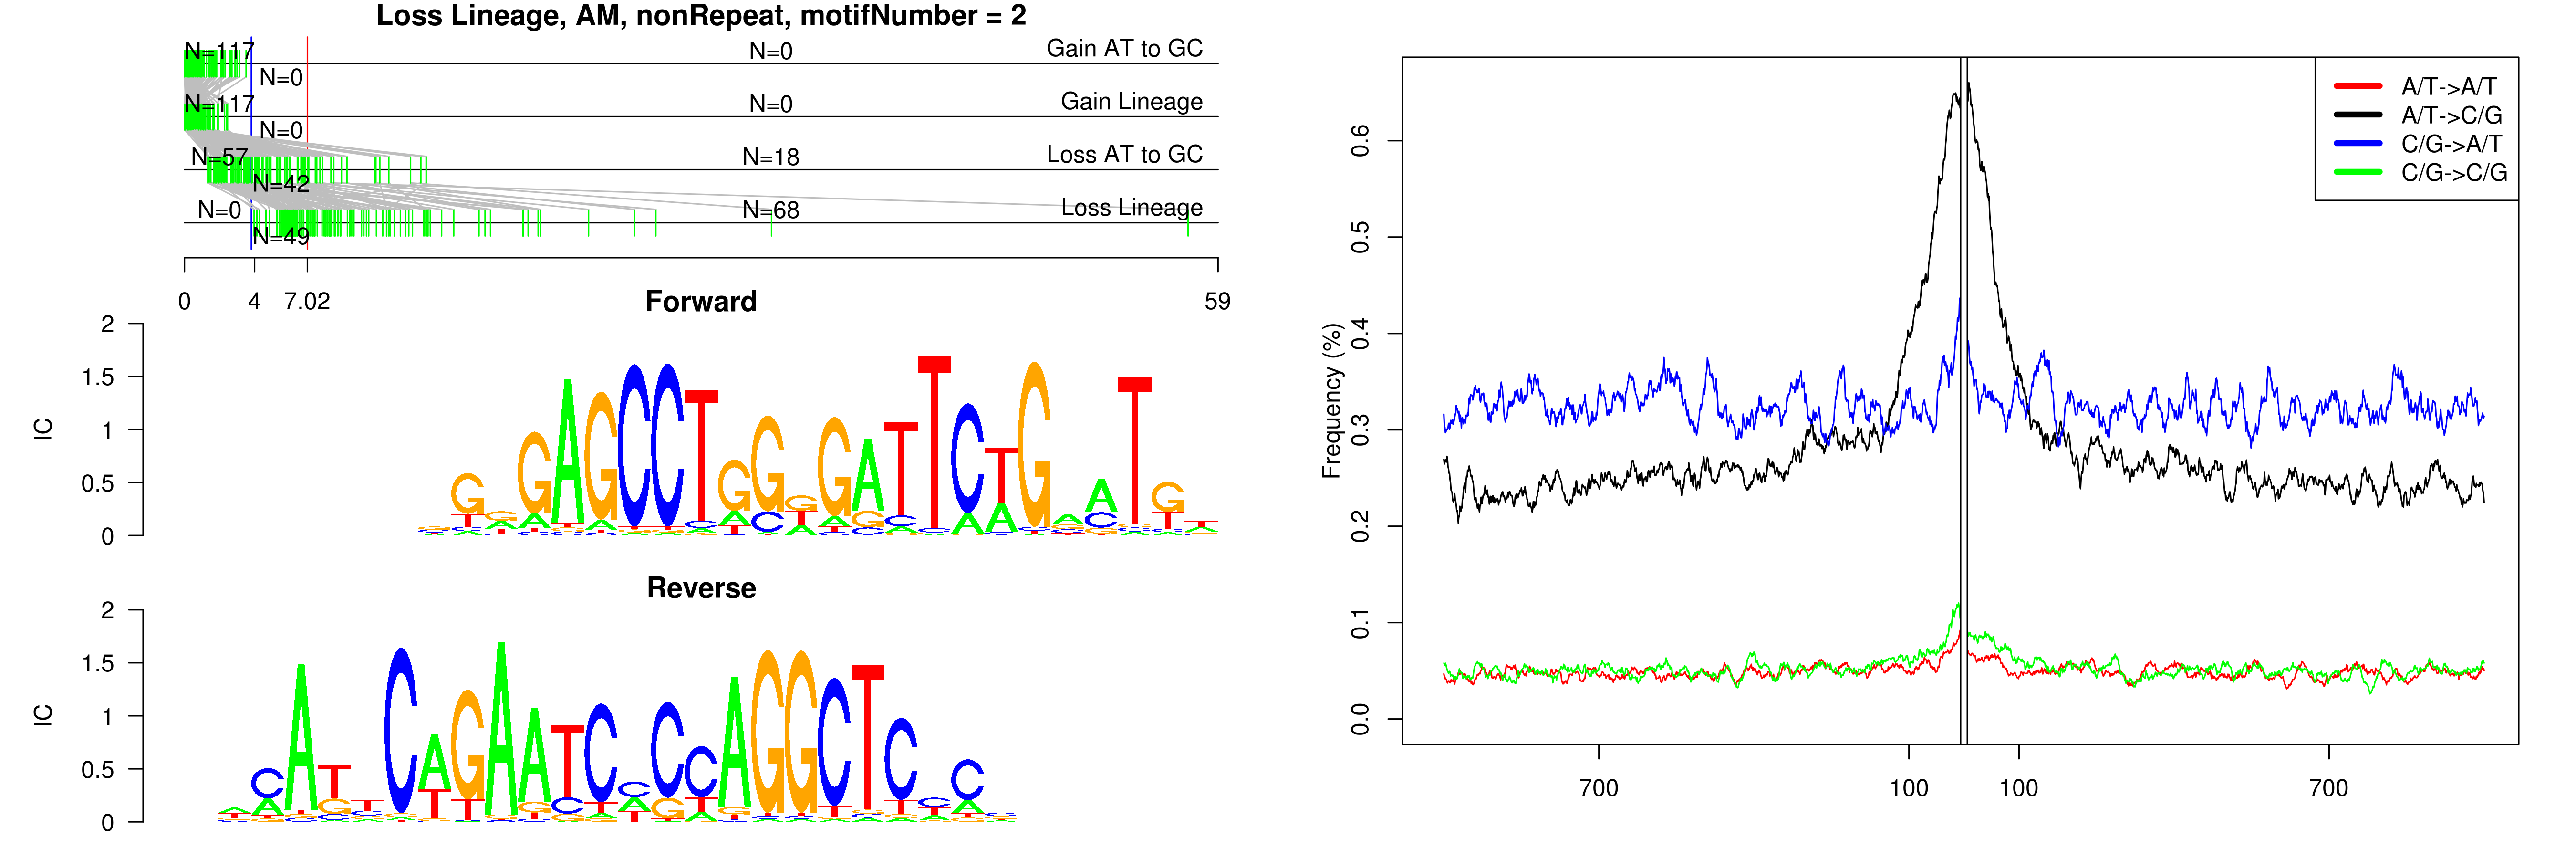 Loss Lineage, AM, nonRepeat, motifNumber = 2
N=117 N=0 Gain AT to GC
N=0
N=117 N=0 Gain Lineage
N=0
N=57 N=18 Loss AT to GC
N=42
N=0 N=68 Loss Lineage
N=49
0 4 7.02 59
Forward
IC
2
1.5
1
0.5
0
GGAGCCTGGGGATTTCTGATG
Reverse
IC
2
1.5
1
0.5
0
CATCAGAATCCCCAGGCTCC
A/T->A/T
A/T->C/G
C/G->A/T
C/G->C/G
Frequency (%)
0.6
0.5
0.4
0.3
0.2
0.1
0.0
700 100 100 700